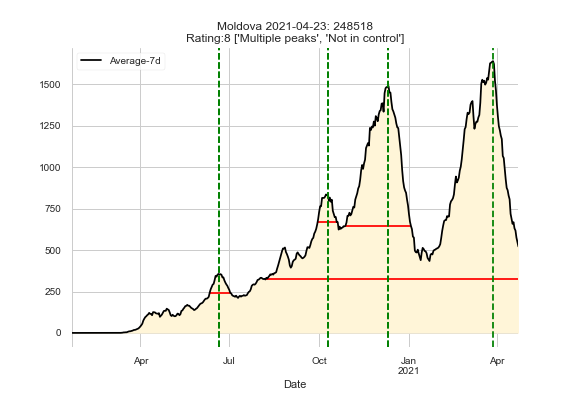 Moldova 2021-04-23: 248518
Rating:8 ['Multiple peaks', 'Not in control']
Average-7d
1500
1250
1000
750
500
250
0
Apr
Jul
Oct
Jan
2021
Apr
Date